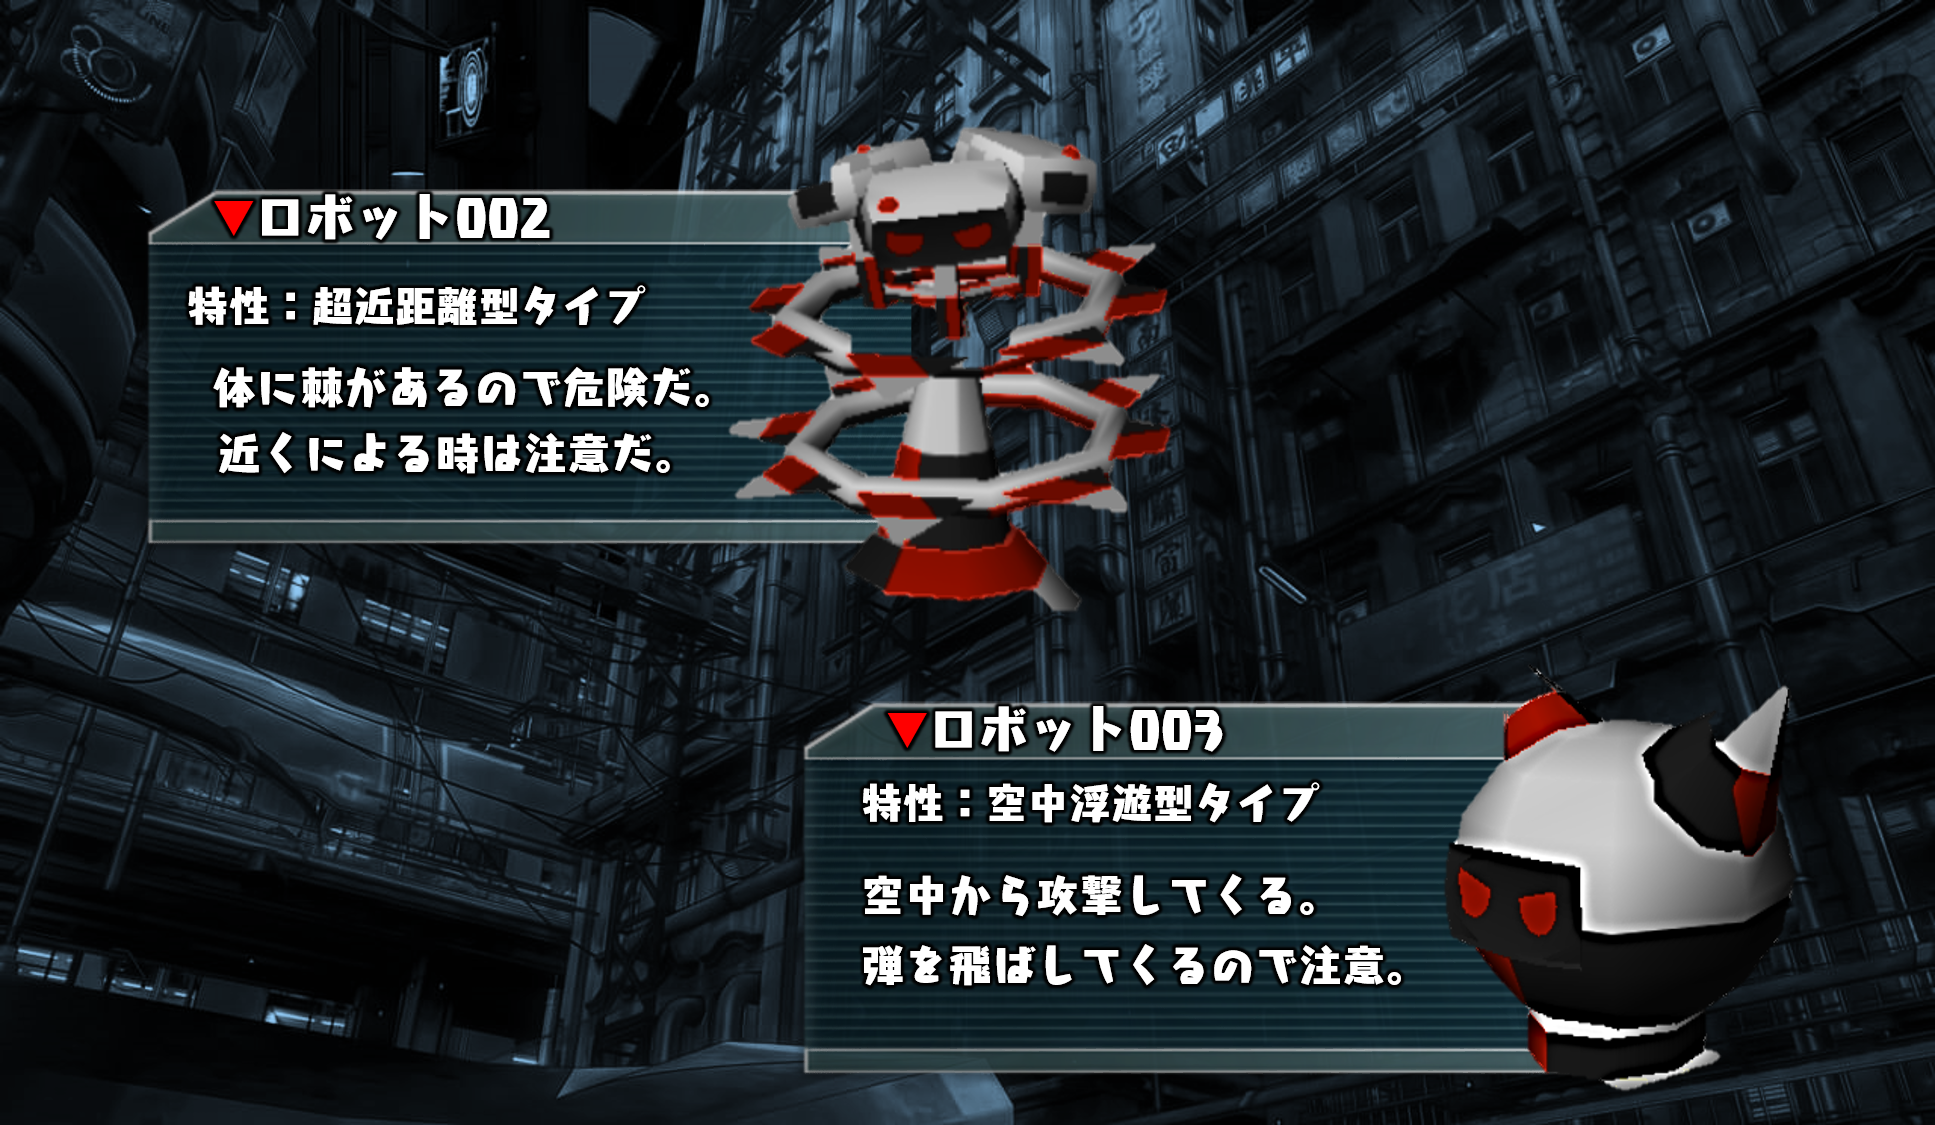 ▼ロボット002
特性：超近距離型タイプ
体に棘があるので危険だ。
近くによる時は注意だ。
▼ロボット003
特性：空中浮遊型タイプ
空中から攻撃してくる。
弾を飛ばしてくるので注意。